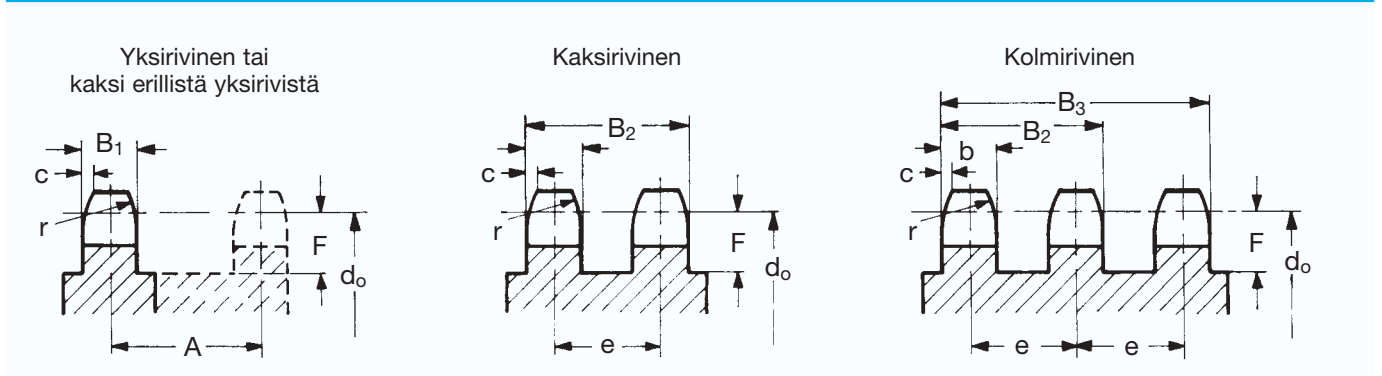 Yksirivinen tai
kaksi erillistä yksirivistä
B₁
c
r
F
dₒ
A
Kaksirivinen
B₂
c
r
F
dₒ
e
Kolmirivinen
B₃
B₂
b
c
r
F
dₒ
e e